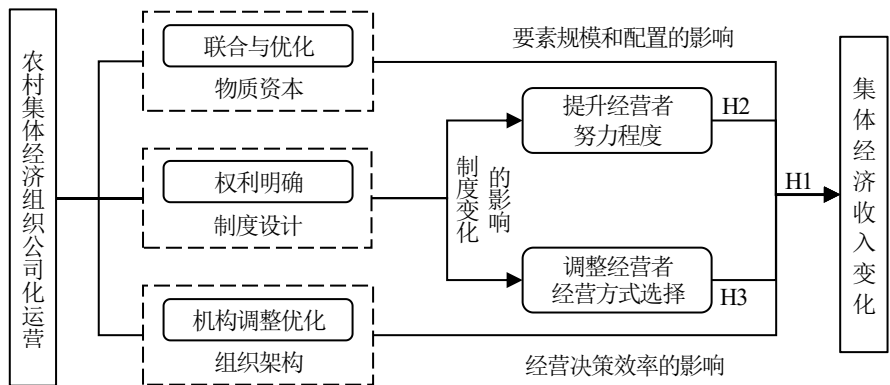 农村集体经济组织公司化运营
联合与优化
物质资本
权利明确
制度设计
机构调整优化
组织架构
要素规模和配置的影响
制度变化
的影响
提升经营者
努力程度
调整经营者
经营方式选择
经营决策效率的影响
H2
H1
H3
集体经济收入变化